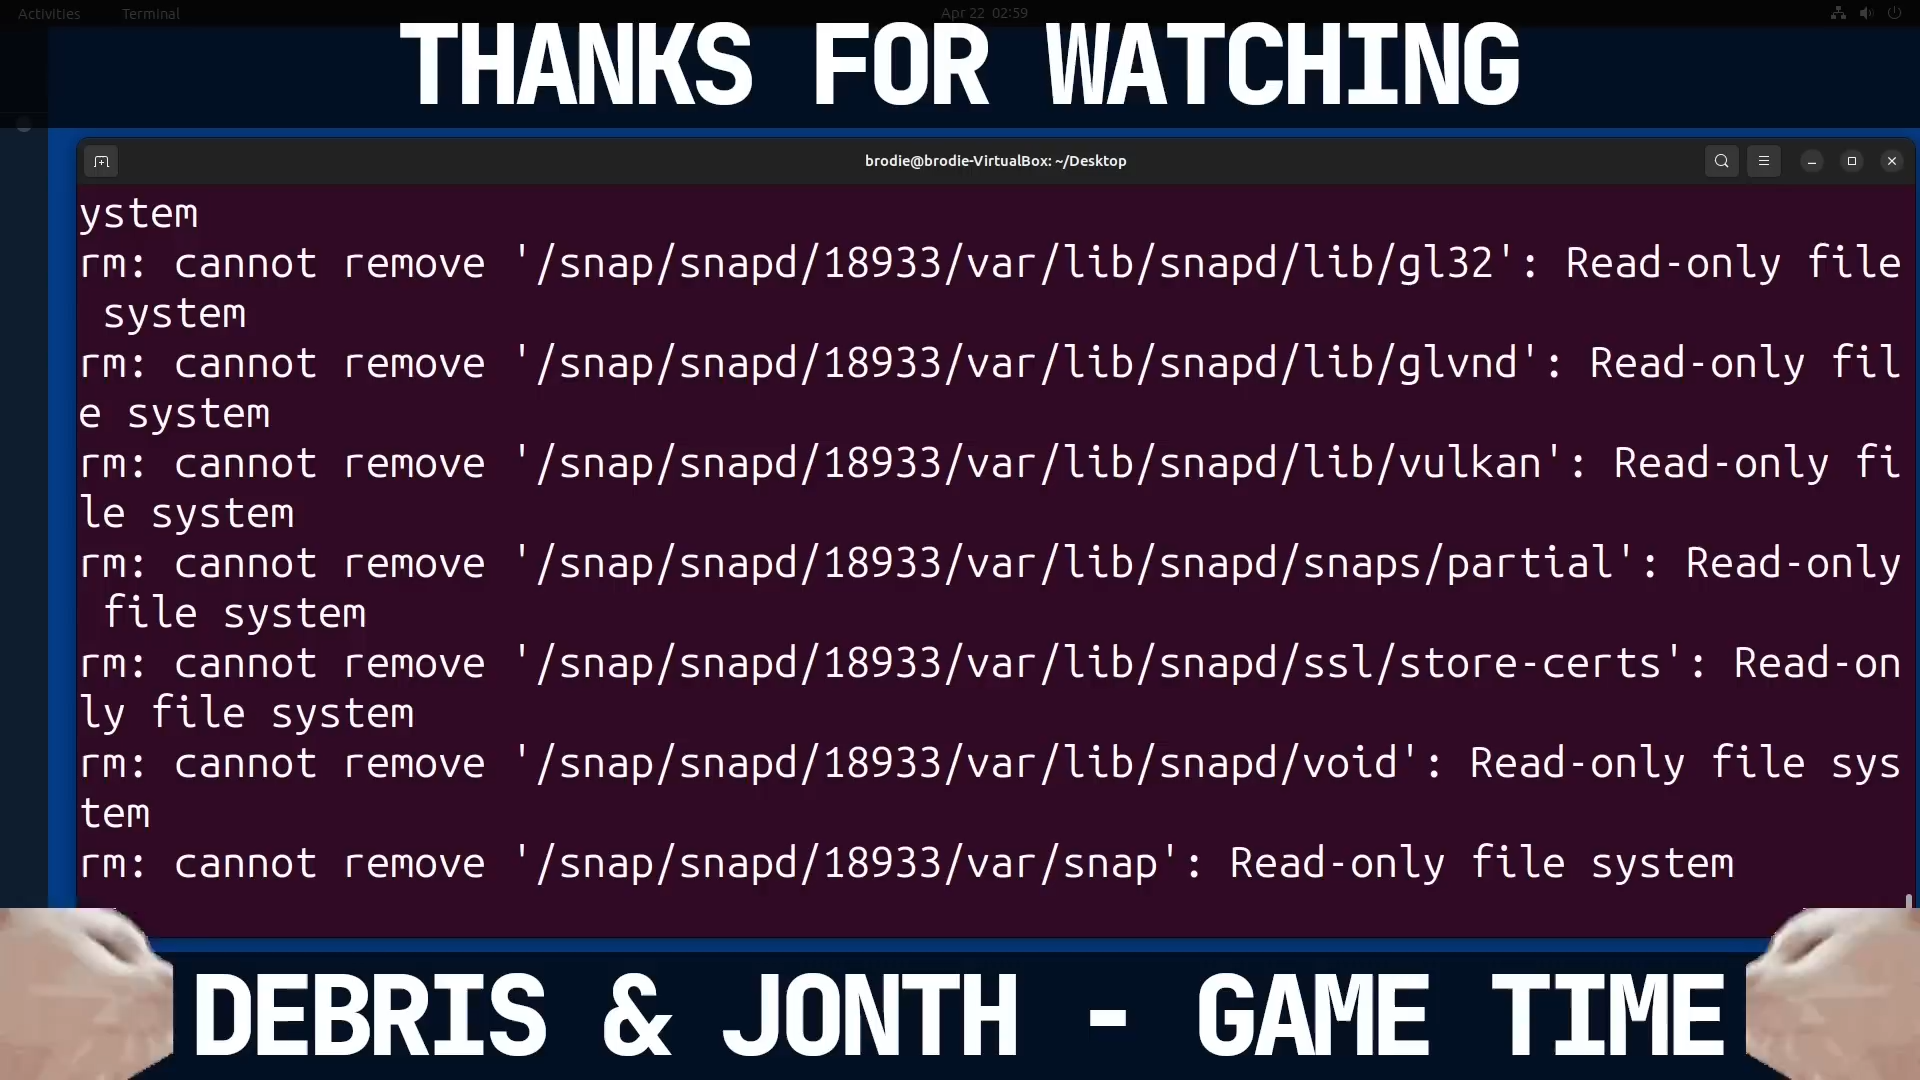 Activities Terminal Apr 22 02:59
THANKS FOR WATCHING
brodie@brodie-VirtualBox: ~/Desktop
ystem
rm: cannot remove '/snap/snapd/18933/var/lib/snapd/lib/gl32': Read-only file
 system
rm: cannot remove '/snap/snapd/18933/var/lib/snapd/lib/glvnd': Read-only fil
e system
rm: cannot remove '/snap/snapd/18933/var/lib/snapd/lib/vulkan': Read-only fi
le system
rm: cannot remove '/snap/snapd/18933/var/lib/snapd/snaps/partial': Read-only
 file system
rm: cannot remove '/snap/snapd/18933/var/lib/snapd/ssl/store-certs': Read-on
ly file system
rm: cannot remove '/snap/snapd/18933/var/lib/snapd/void': Read-only file sys
tem
rm: cannot remove '/snap/snapd/18933/var/snap': Read-only file system
DEBRIS & JONTH - GAME TIME